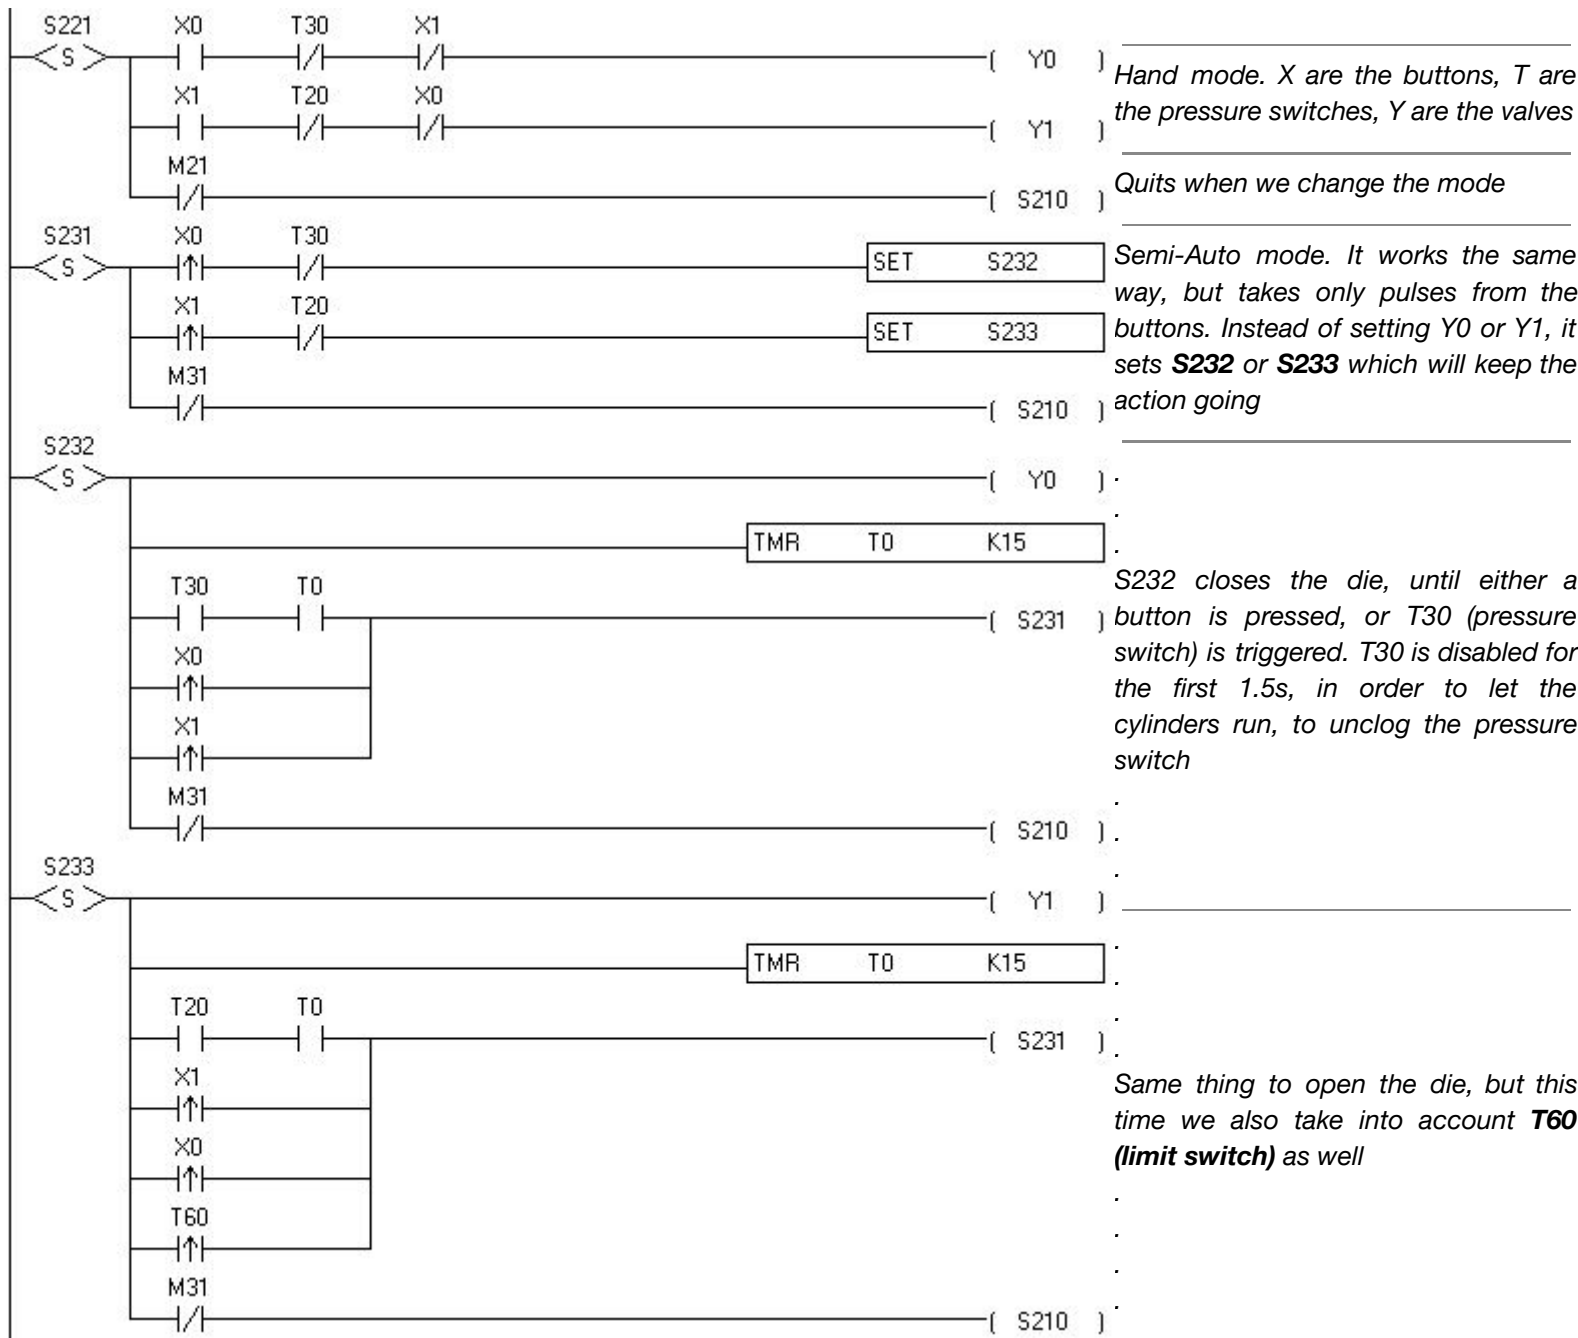 S221 X0 T30 X1
S Y0
X1 T20 X0
Y1
M21
S210
S231 X0 T30
S SET S232
X1 T20
SET S233
M31
S210
S232
S Y0
TMR T0 K15
T30 T0
S231
X0
X1
M31
S210
S233
S Y1
TMR T0 K15
T20 T0
S231
X1
X0
T60
M31
S210
Hand mode. X are the buttons, T are
the pressure switches, Y are the valves
Quits when we change the mode
Semi-Auto mode. It works the same
way, but takes only pulses from the
buttons. Instead of setting Y0 or Y1, it
sets S232 or S233 which will keep the
action going
.
.
.
S232 closes the die, until either a
button is pressed, or T30 (pressure
switch) is triggered. T30 is disabled for
the first 1.5s, in order to let the
cylinders run, to unclog the pressure
switch
.
.
.
.
.
.
.
Same thing to open the die, but this
time we also take into account T60
(limit switch) as well
.
.
.
.